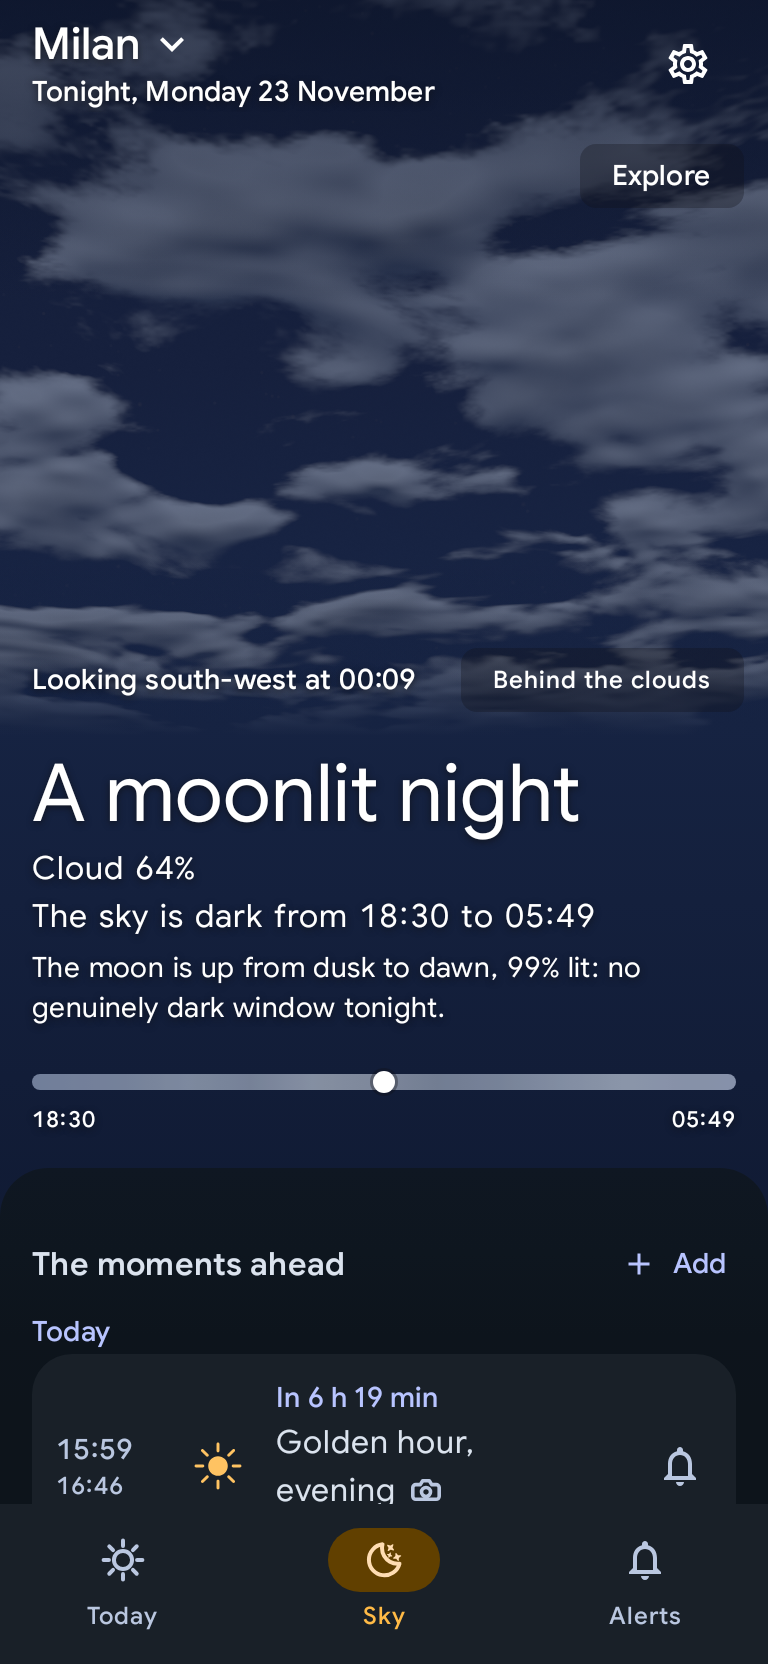 Milan
Tonight, Monday 23 November
Explore
Looking south-west at 00:09
Behind the clouds
A moonlit night
Cloud 64%
The sky is dark from 18:30 to 05:49
The moon is up from dusk to dawn, 99% lit: no
genuinely dark window tonight.
18:30
05:49
The moments ahead
+ Add
Today
In 6 h 19 min
15:59
Golden hour,
16:46
evening
Today
Sky
Alerts